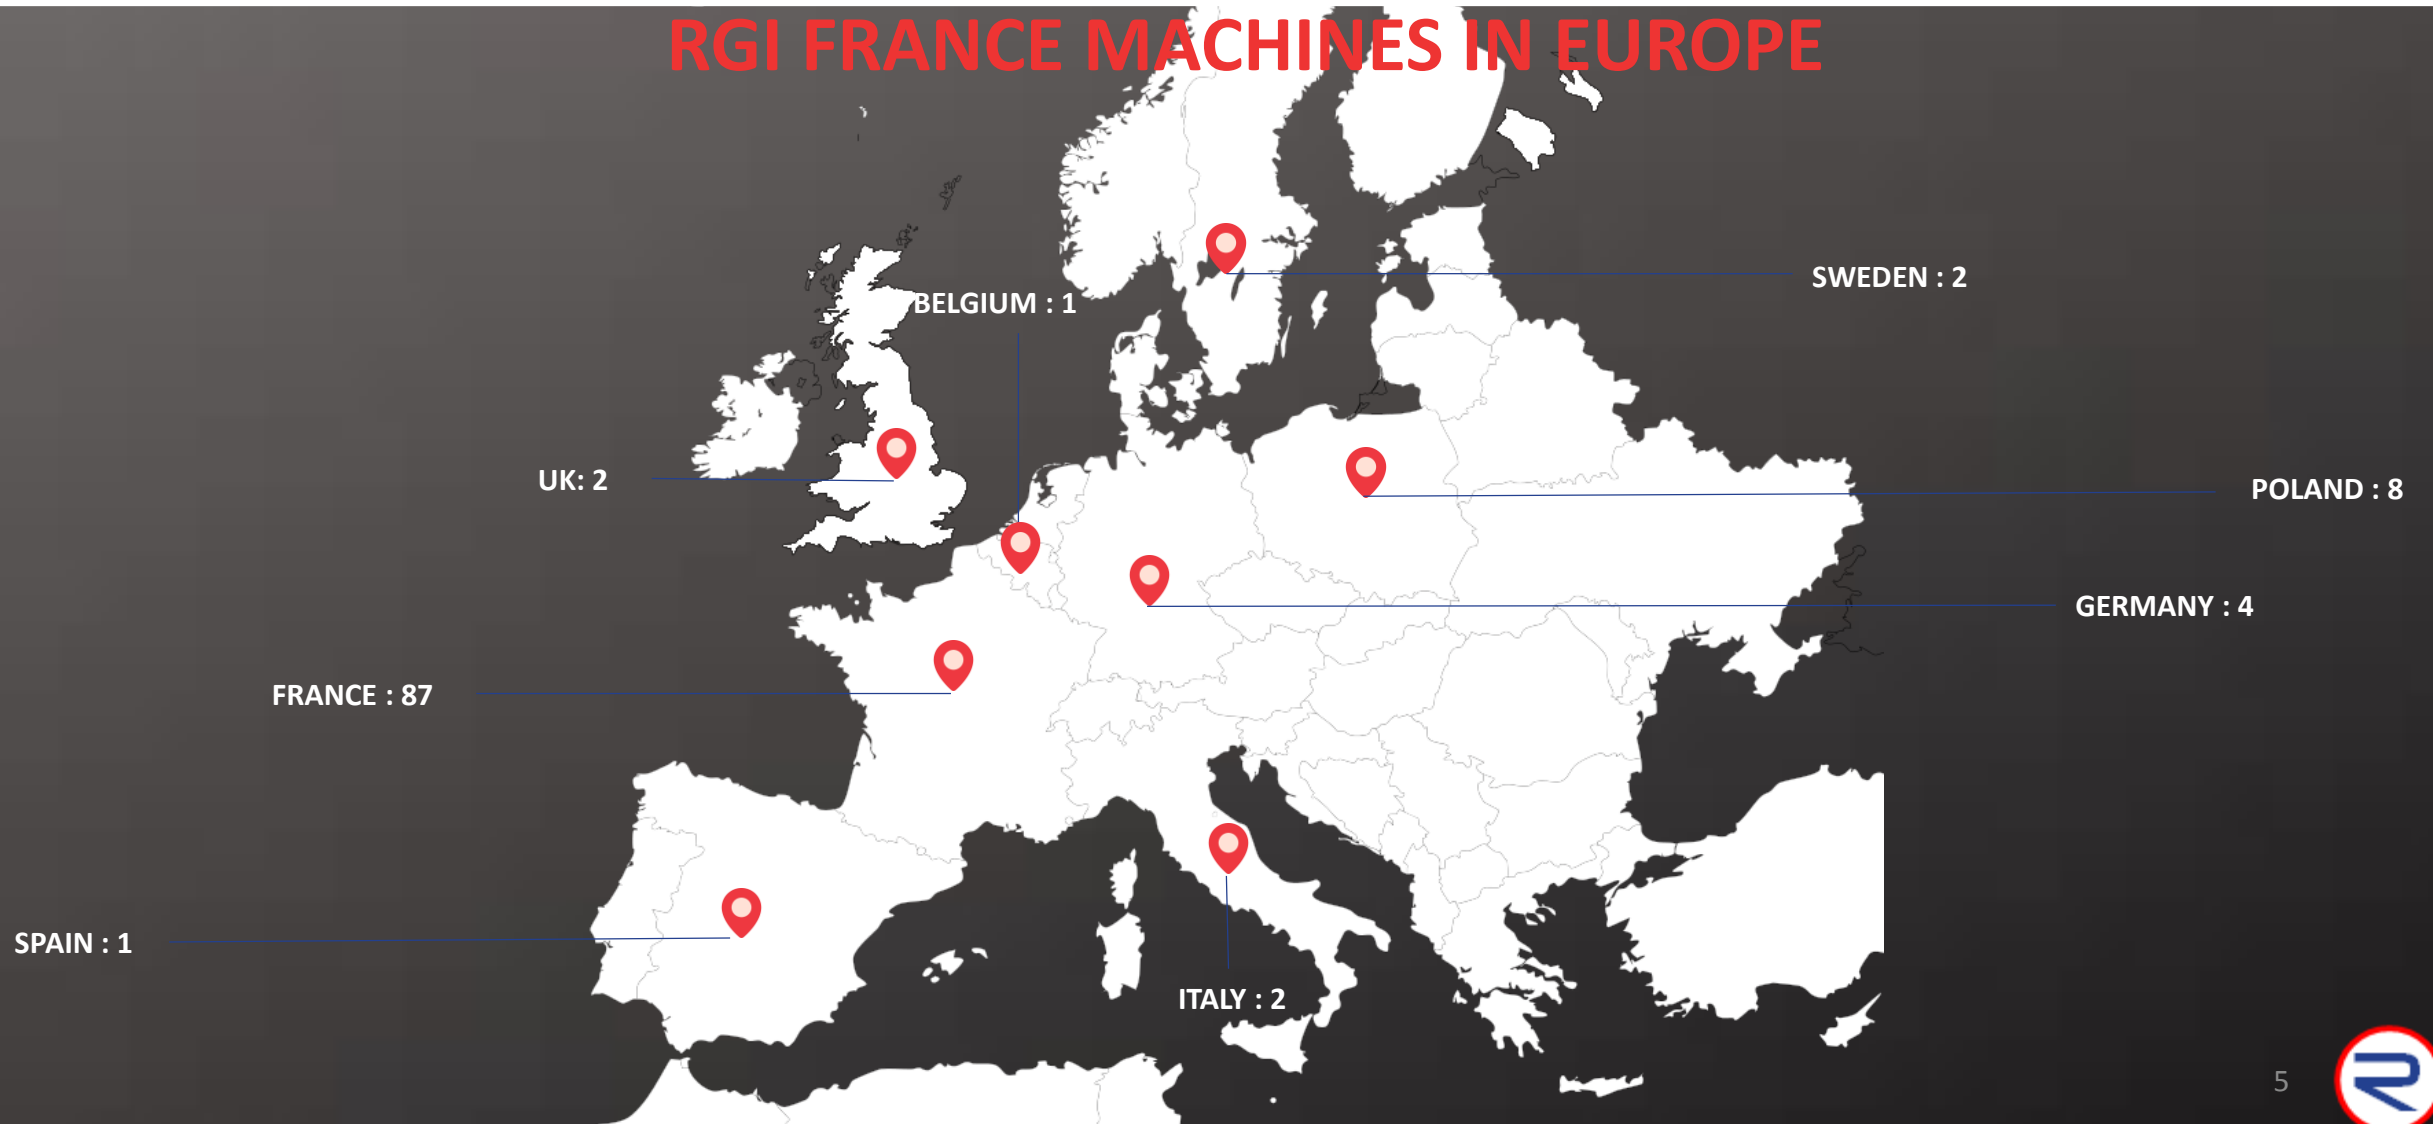 RGI FRANCE MACHINES IN EUROPE
SWEDEN : 2
BELGIUM : 1
UK: 2
POLAND : 8
GERMANY : 4
FRANCE : 87
SPAIN : 1
ITALY : 2
5
R